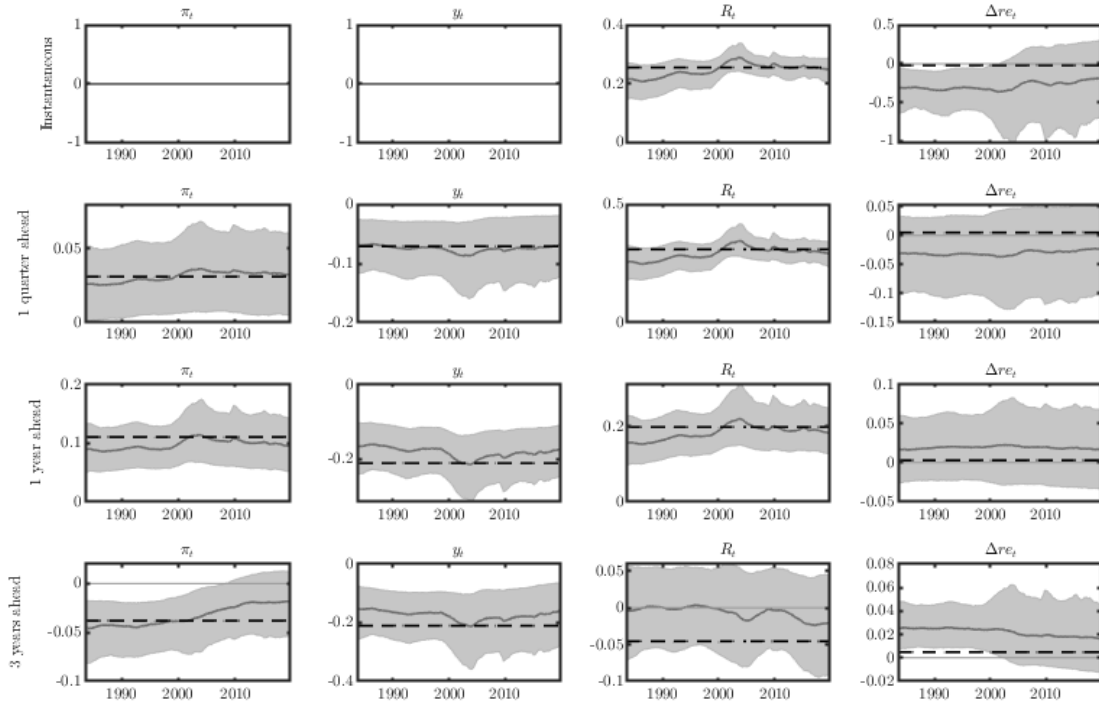 π_t y_t R_t Δre_t
Instantaneous
1 1 0.4 0.5
0 0 0.2 0
-0.5
-1 -1 0 -1
1990 2000 2010 1990 2000 2010 1990 2000 2010 1990 2000 2010
π_t y_t R_t Δre_t
1 quarter ahead
0 0.5 0.05
0.05 0
-0.1 -0.05
-0.1
0 -0.2 0 -0.15
1990 2000 2010 1990 2000 2010 1990 2000 2010 1990 2000 2010
π_t y_t R_t Δre_t
1 year ahead
0.2 0 0.1
0.2 0.05
0.1 -0.2 0
0 0 -0.05
1990 2000 2010 1990 2000 2010 1990 2000 2010 1990 2000 2010
π_t y_t R_t Δre_t
3 years ahead
0 0.08
0 0.05 0.06
0 0.04
-0.05 -0.2 -0.05 0.02
0
-0.1 -0.4 -0.1 -0.02
1990 2000 2010 1990 2000 2010 1990 2000 2010 1990 2000 2010